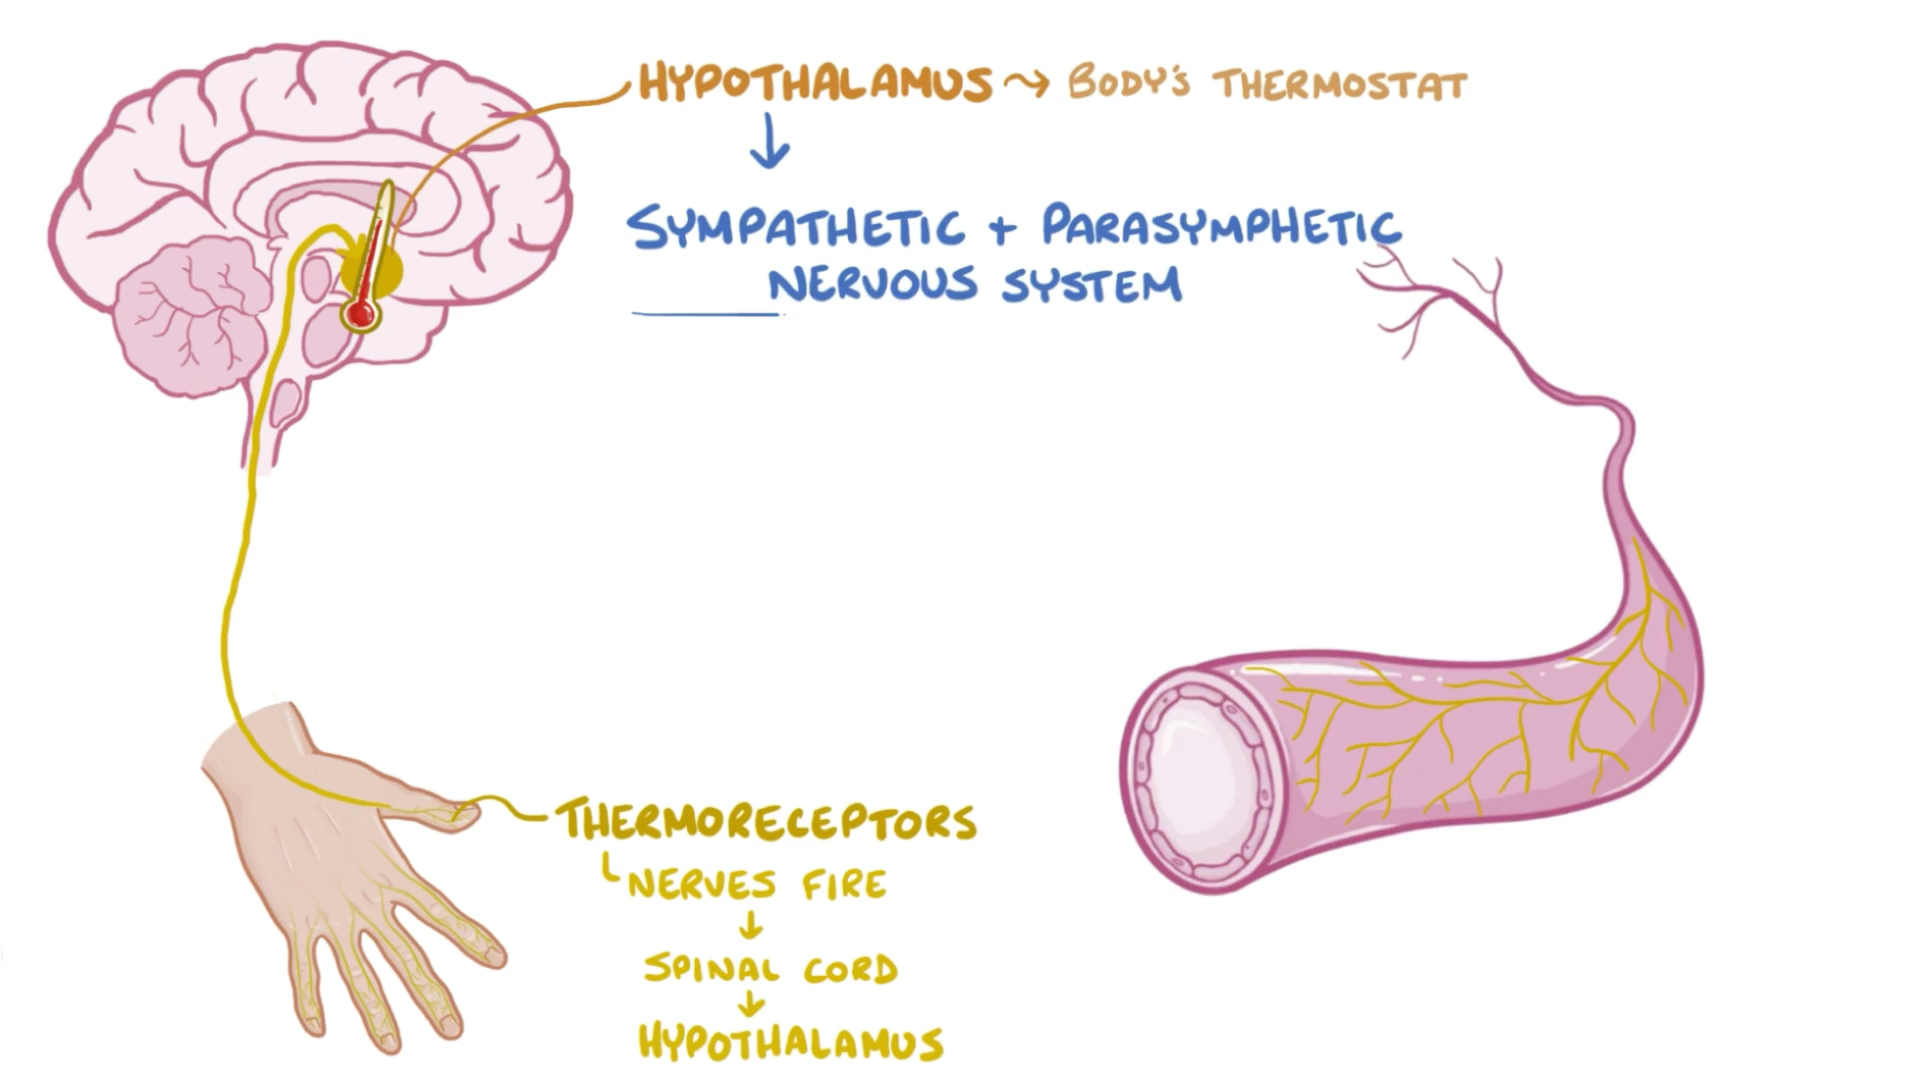 HYPOTHALAMUS → BODY'S THERMOSTAT
↓
SYMPATHETIC + PARASYMPHETIC
NERVOUS SYSTEM
THERMORECEPTORS
NERVES FIRE
↓
SPINAL CORD
↓
HYPOTHALAMUS